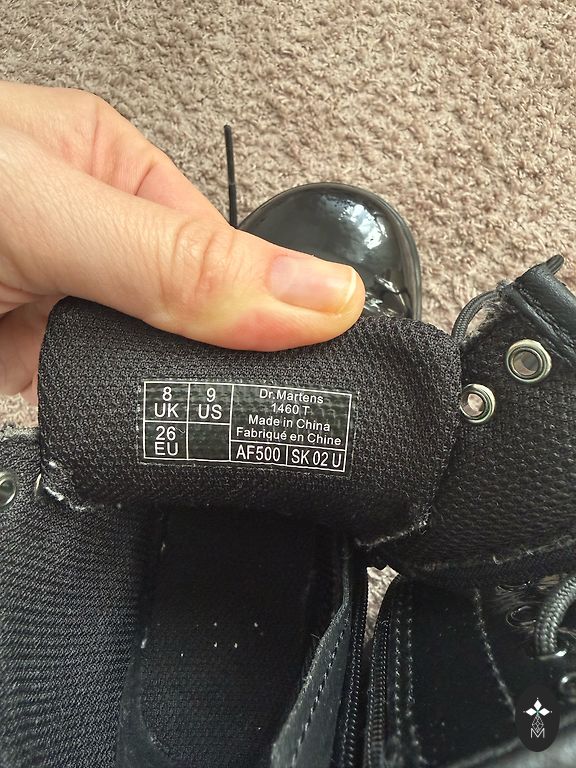 8 UK
9 US
26 EU
Dr.Martens
1460 T
Made in China
Fabriqué en Chine
AF500
SK 02 U
M